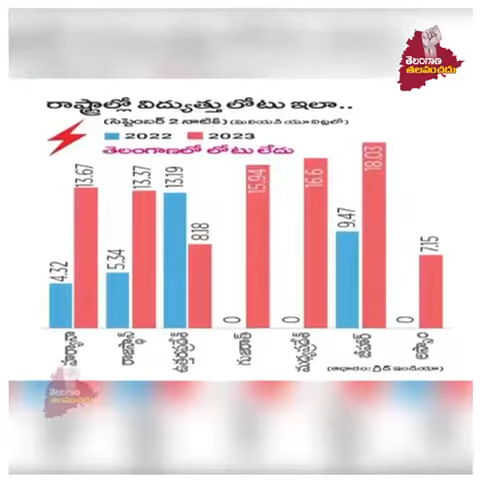 తెలంగాణ
తలవంచదు
రాష్ట్రాల్లో విద్యుత్తు లోటు ఇలా..
(సెప్టెంబర్ 2 నాటికి) (మిలియన్ యూనిట్లలో)
2022 2023
తెలంగాణలో లోటు లేదు
4.32 13.67 5.34 13.37 13.19 8.18 0 15.94 0 16.6 9.47 18.03 0 7.15
హర్యానా రాజస్థాన్ ఉత్తరప్రదేశ్ గుజరాత్ మధ్యప్రదేశ్ బీహార్ అస్సాం
(ఆధారం: గ్రిడ్ ఇండియా)